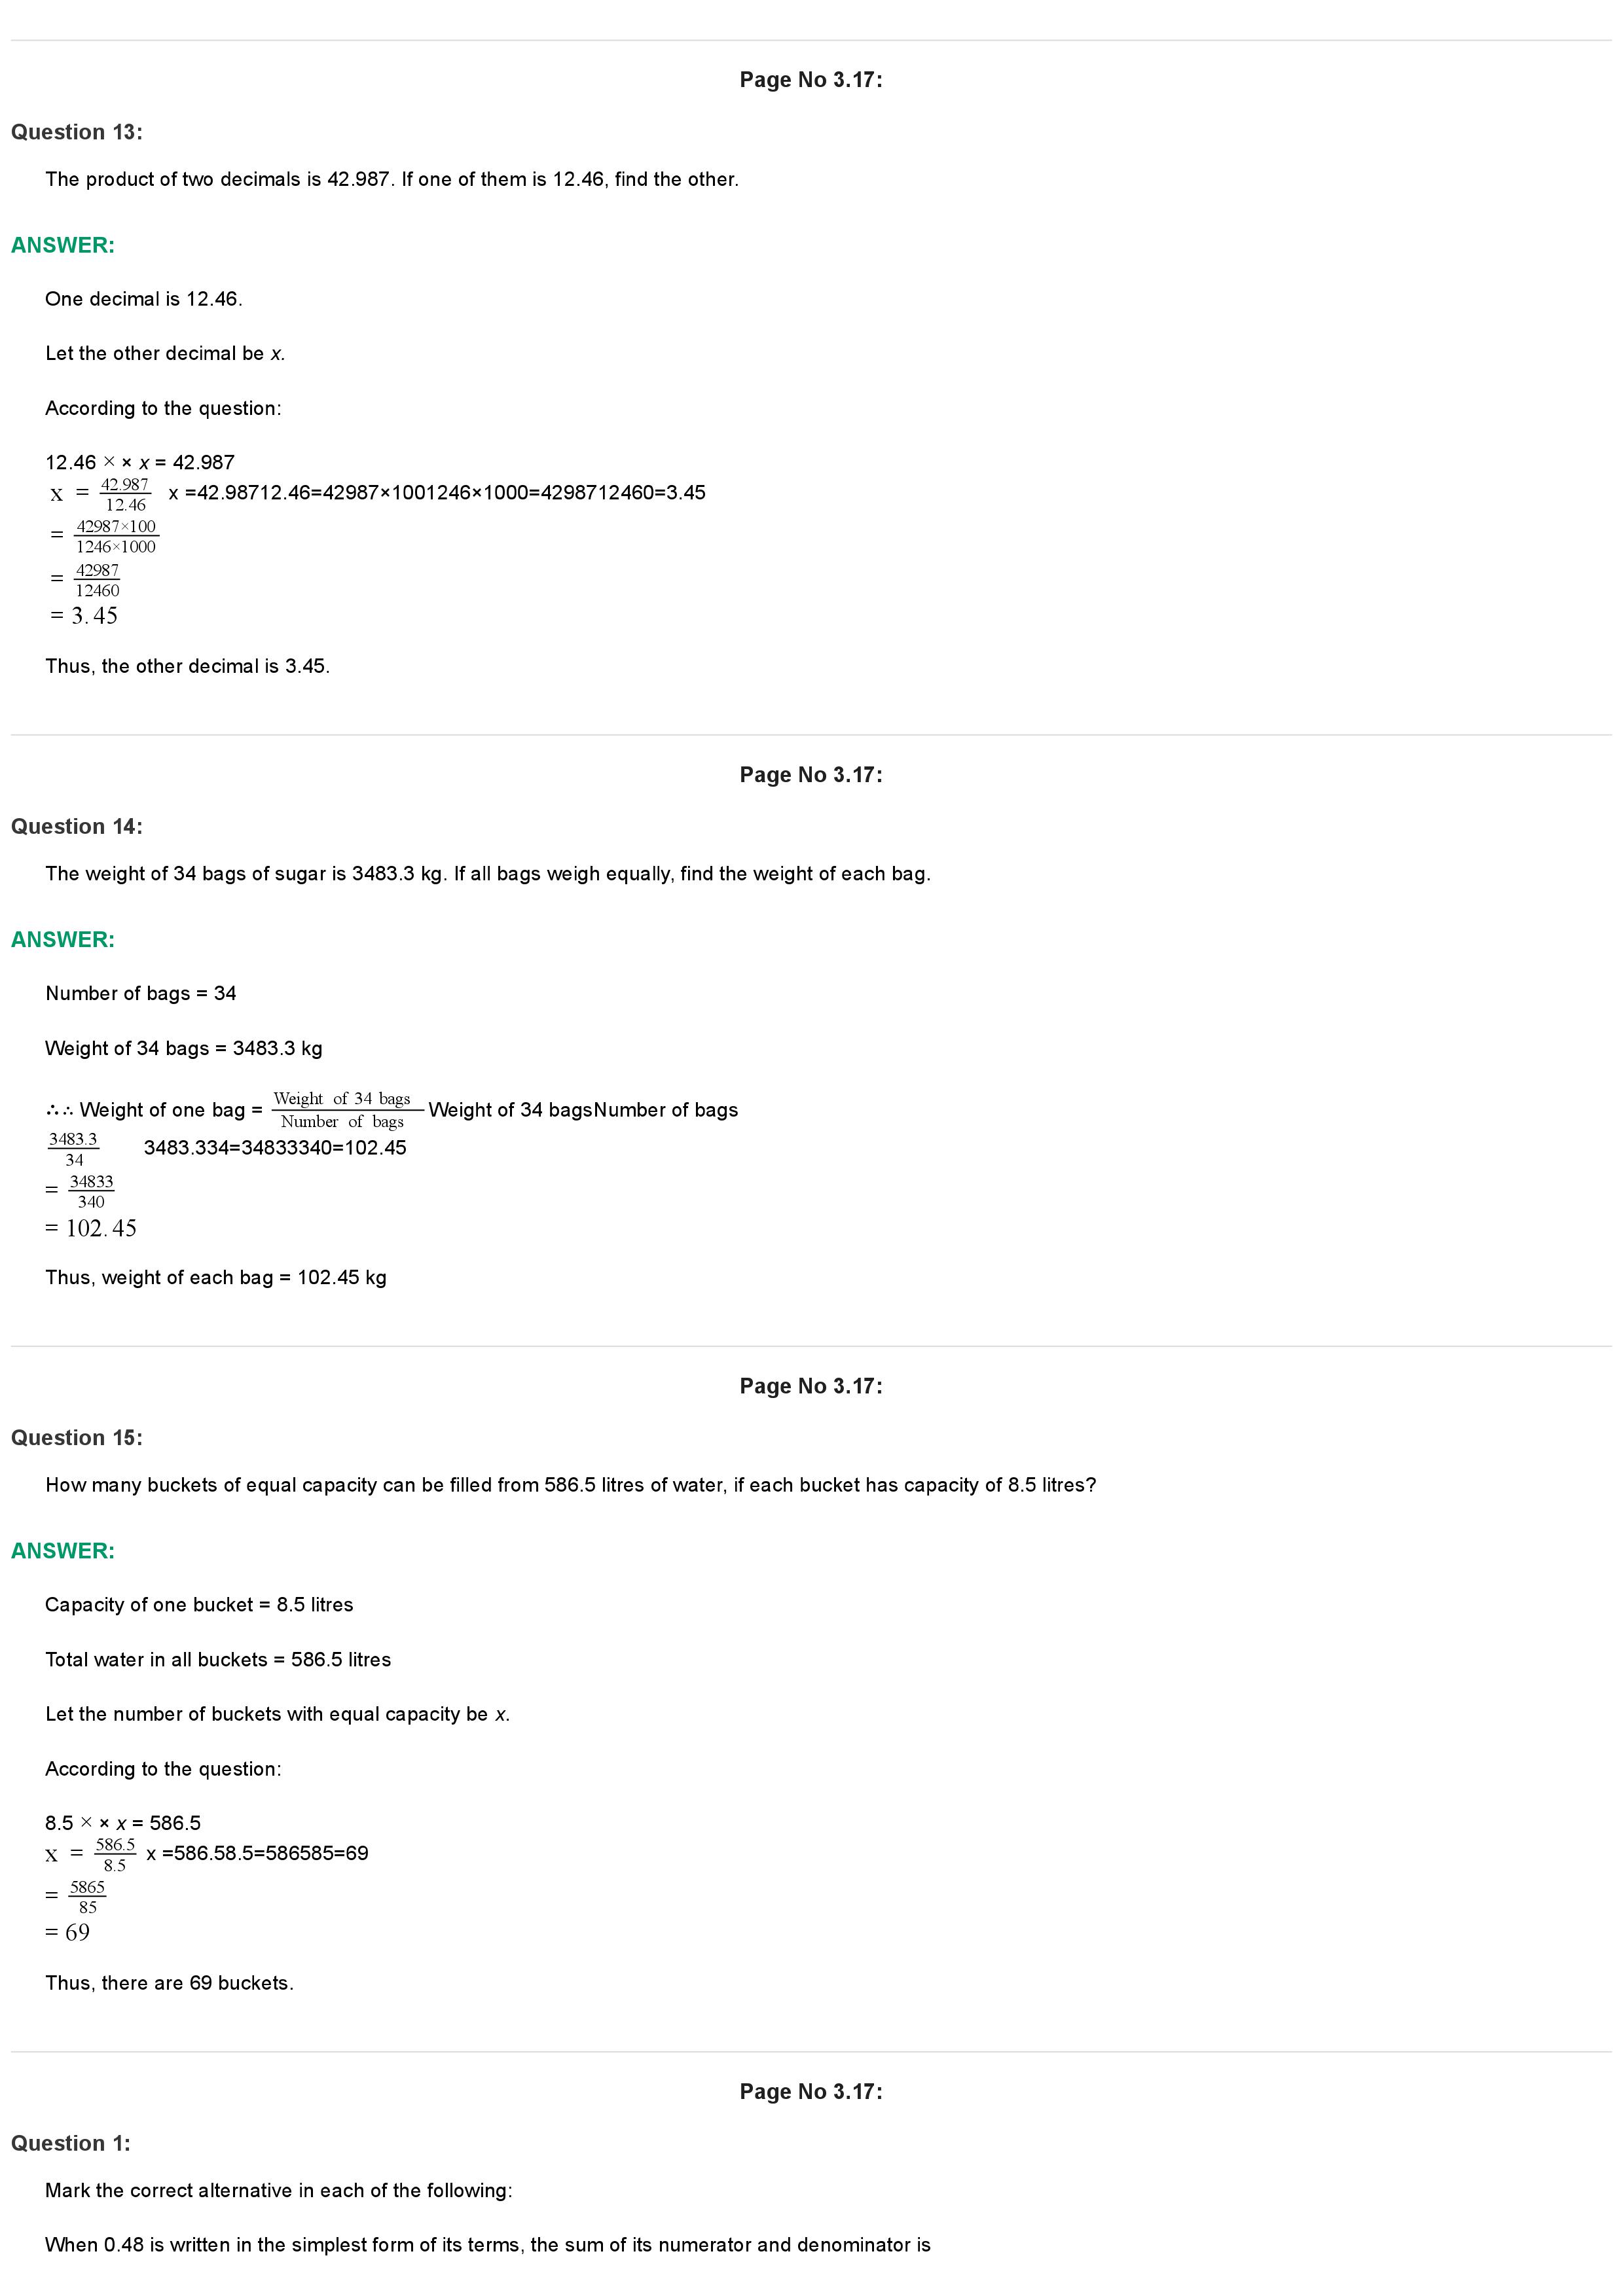 Page No 3.17:
Question 13:
The product of two decimals is 42.987. If one of them is 12.46, find the other.
ANSWER:
One decimal is 12.46.
Let the other decimal be x.
According to the question:
12.46 × × x = 42.987
x = 42.987/12.46 x =42.98712.46=42987×1001246×1000=4298712460=3.45
= 42987×100/1246×1000
= 42987/12460
= 3.45
Thus, the other decimal is 3.45.
Page No 3.17:
Question 14:
The weight of 34 bags of sugar is 3483.3 kg. If all bags weigh equally, find the weight of each bag.
ANSWER:
Number of bags = 34
Weight of 34 bags = 3483.3 kg
∴ ∴ Weight of one bag = Weight of 34 bags/Number of bags Weight of 34 bagsNumber of bags
3483.3/34 3483.334=34833340=102.45
= 34833/340
= 102.45
Thus, weight of each bag = 102.45 kg
Page No 3.17:
Question 15:
How many buckets of equal capacity can be filled from 586.5 litres of water, if each bucket has capacity of 8.5 litres?
ANSWER:
Capacity of one bucket = 8.5 litres
Total water in all buckets = 586.5 litres
Let the number of buckets with equal capacity be x.
According to the question:
8.5 × × x = 586.5
x = 586.5/8.5 x =586.58.5=586585=69
= 5865/85
= 69
Thus, there are 69 buckets.
Page No 3.17:
Question 1:
Mark the correct alternative in each of the following:
When 0.48 is written in the simplest form of its terms, the sum of its numerator and denominator is